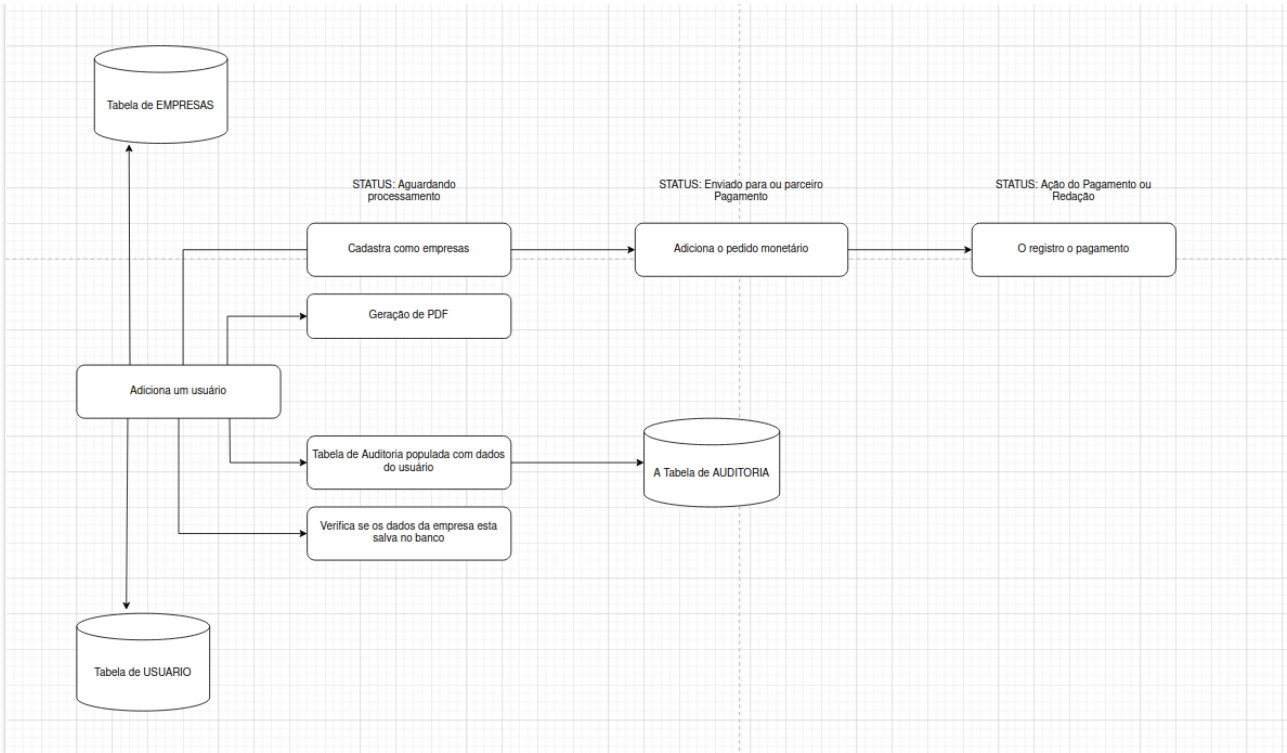 Tabela de EMPRESAS
STATUS: Aguardando
processamento
STATUS: Enviado para ou parceiro
Pagamento
STATUS: Ação do Pagamento ou
Redação
Cadastra como empresas
Adiciona o pedido monetário
O registro o pagamento
Geração de PDF
Adiciona um usuário
Tabela de Auditoria populada com dados
do usuário
A Tabela de AUDITORIA
Verifica se os dados da empresa esta
salva no banco
Tabela de USUÁRIO